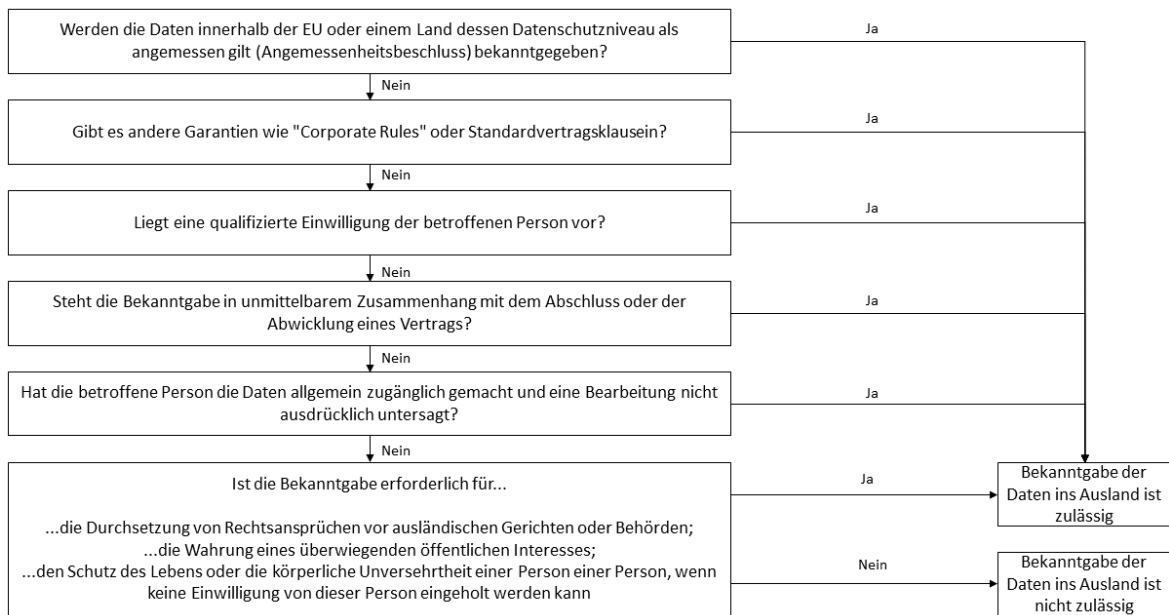 Werden die Daten innerhalb der EU oder einem Land dessen Datenschutzniveau als
angemessen gilt (Angemessenheitsbeschluss) bekanntgegeben?
Ja
Nein
Gibt es andere Garantien wie "Corporate Rules" oder Standardvertragsklausein?
Ja
Nein
Liegt eine qualifizierte Einwilligung der betroffenen Person vor?
Ja
Nein
Steht die Bekanntgabe in unmittelbarem Zusammenhang mit dem Abschluss oder der
Abwicklung eines Vertrags?
Ja
Nein
Hat die betroffene Person die Daten allgemein zugänglich gemacht und eine Bearbeitung nicht
ausdrücklich untersagt?
Ja
Nein
Ist die Bekanntgabe erforderlich für...
...die Durchsetzung von Rechtsansprüchen vor ausländischen Gerichten oder Behörden;
...die Wahrung eines überwiegenden öffentlichen Interesses;
...den Schutz des Lebens oder die körperliche Unversehrtheit einer Person einer Person, wenn
keine Einwilligung von dieser Person eingeholt werden kann
Ja
Bekanntgabe der
Daten ins Ausland ist
zulässig
Nein
Bekanntgabe der
Daten ins Ausland ist
nicht zulässig